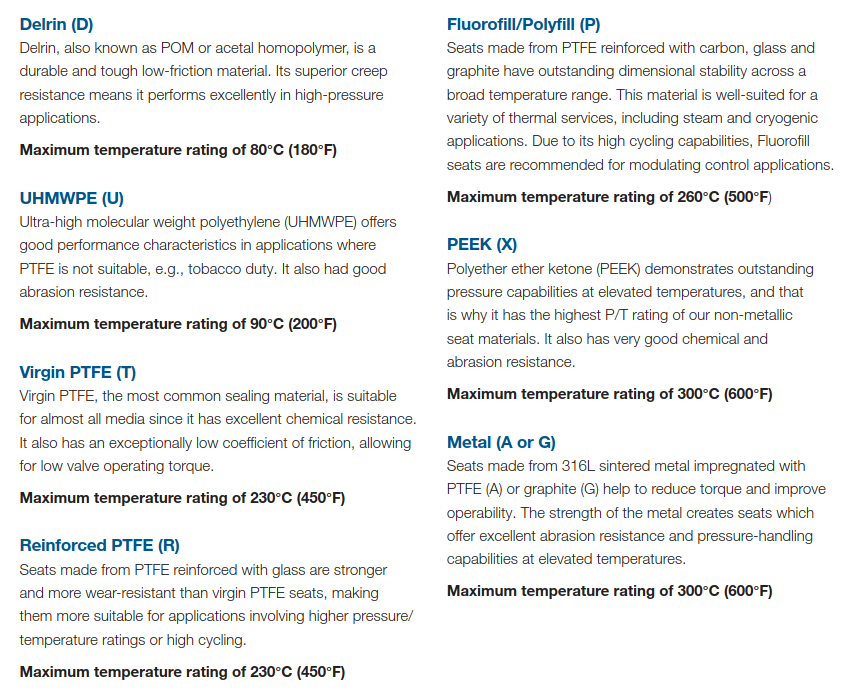 Delrin (D)
Delrin, also known as POM or acetal homopolymer, is a
durable and tough low-friction material. Its superior creep
resistance means it performs excellently in high-pressure
applications.
Maximum temperature rating of 80°C (180°F)
UHMWPE (U)
Ultra-high molecular weight polyethylene (UHMWPE) offers
good performance characteristics in applications where
PTFE is not suitable, e.g., tobacco duty. It also had good
abrasion resistance.
Maximum temperature rating of 90°C (200°F)
Virgin PTFE (T)
Virgin PTFE, the most common sealing material, is suitable
for almost all media since it has excellent chemical resistance.
It also has an exceptionally low coefficient of friction, allowing
for low valve operating torque.
Maximum temperature rating of 230°C (450°F)
Reinforced PTFE (R)
Seats made from PTFE reinforced with glass are stronger
and more wear-resistant than virgin PTFE seats, making
them more suitable for applications involving higher pressure/
temperature ratings or high cycling.
Maximum temperature rating of 230°C (450°F)
Fluorofill/Polyfill (P)
Seats made from PTFE reinforced with carbon, glass and
graphite have outstanding dimensional stability across a
broad temperature range. This material is well-suited for a
variety of thermal services, including steam and cryogenic
applications. Due to its high cycling capabilities, Fluorofill
seats are recommended for modulating control applications.
Maximum temperature rating of 260°C (500°F)
PEEK (X)
Polyether ether ketone (PEEK) demonstrates outstanding
pressure capabilities at elevated temperatures, and that
is why it has the highest P/T rating of our non-metallic
seat materials. It also has very good chemical and
abrasion resistance.
Maximum temperature rating of 300°C (600°F)
Metal (A or G)
Seats made from 316L sintered metal impregnated with
PTFE (A) or graphite (G) help to reduce torque and improve
operability. The strength of the metal creates seats which
offer excellent abrasion resistance and pressure-handling
capabilities at elevated temperatures.
Maximum temperature rating of 300°C (600°F)